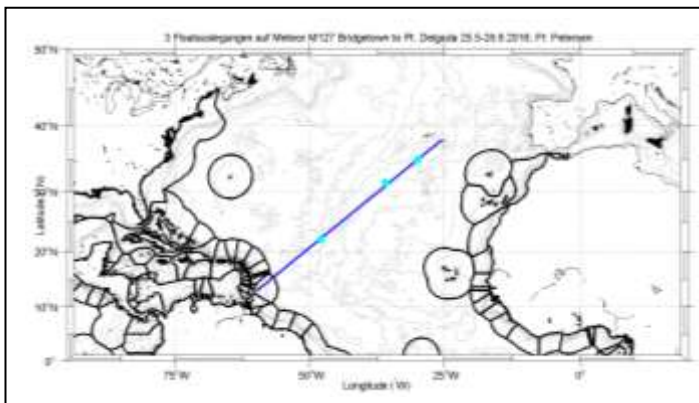 3 Floatauslegungen auf Meteor M127 Bridgetown to Pt. Delgada 25.5-28.6.2016, Ft. Petersen
50°N
40°N
30°N
20°N
10°N
0°
Latitude (°N)
75°W
50°W
25°W
0°
Longitude (°W)